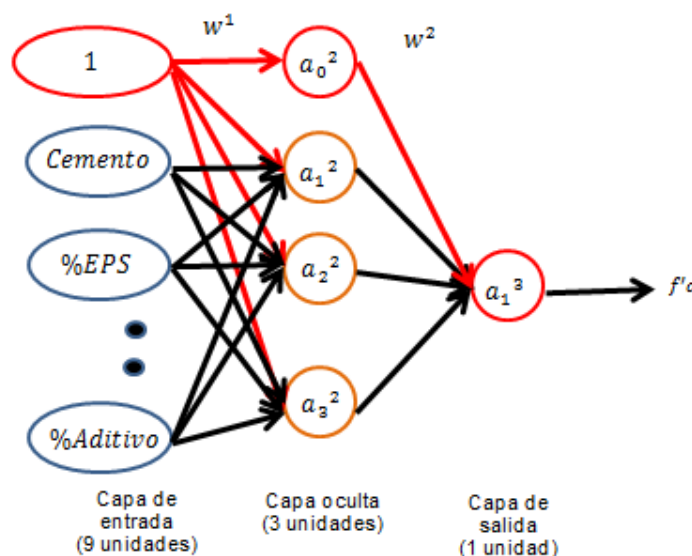 w¹
w²
1
a₀²
Cemento
a₁²
%EPS
a₂²
a₁³
f'c
%Aditivo
a₃²
Capa de
entrada
(9 unidades)
Capa oculta
(3 unidades)
Capa de
salida
(1 unidad)